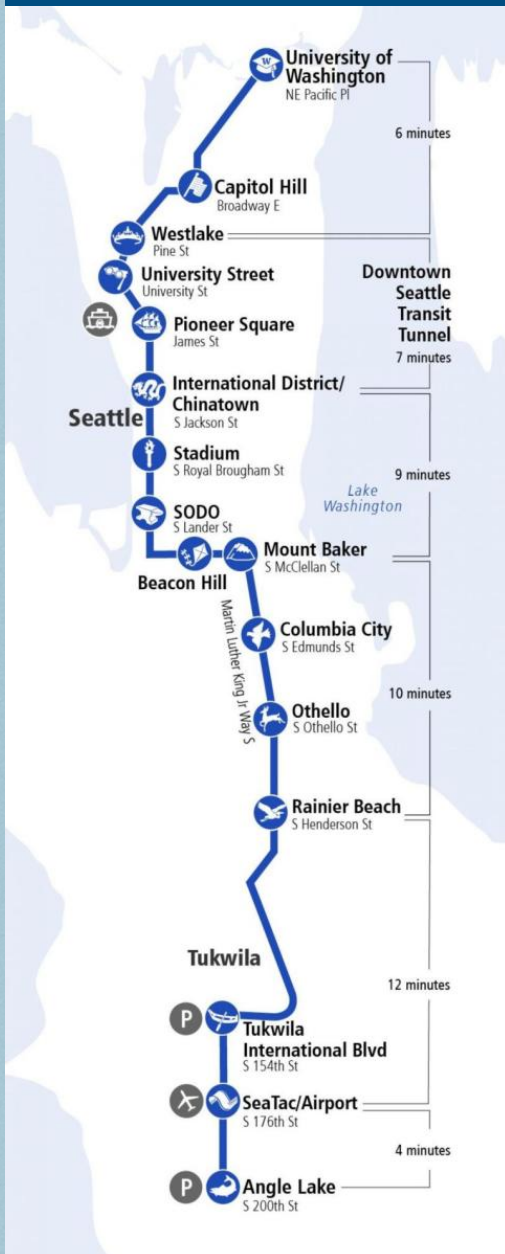 W
University of
Washington
NE Pacific Pl
6 minutes
Capitol Hill
Broadway E
Westlake
Pine St
University Street
University St
Downtown
Seattle
Transit
Tunnel
7 minutes
Pioneer Square
James St
International District/
Chinatown
S Jackson St
Seattle
Stadium
S Royal Brougham St
9 minutes
Lake
Washington
SODO
S Lander St
Beacon Hill
Mount Baker
S McClellan St
Martin Luther King Jr Way S
Columbia City
S Edmunds St
10 minutes
Othello
S Othello St
Rainier Beach
S Henderson St
Tukwila
12 minutes
P
Tukwila
International Blvd
S 154th St
SeaTac/Airport
S 176th St
4 minutes
P
Angle Lake
S 200th St